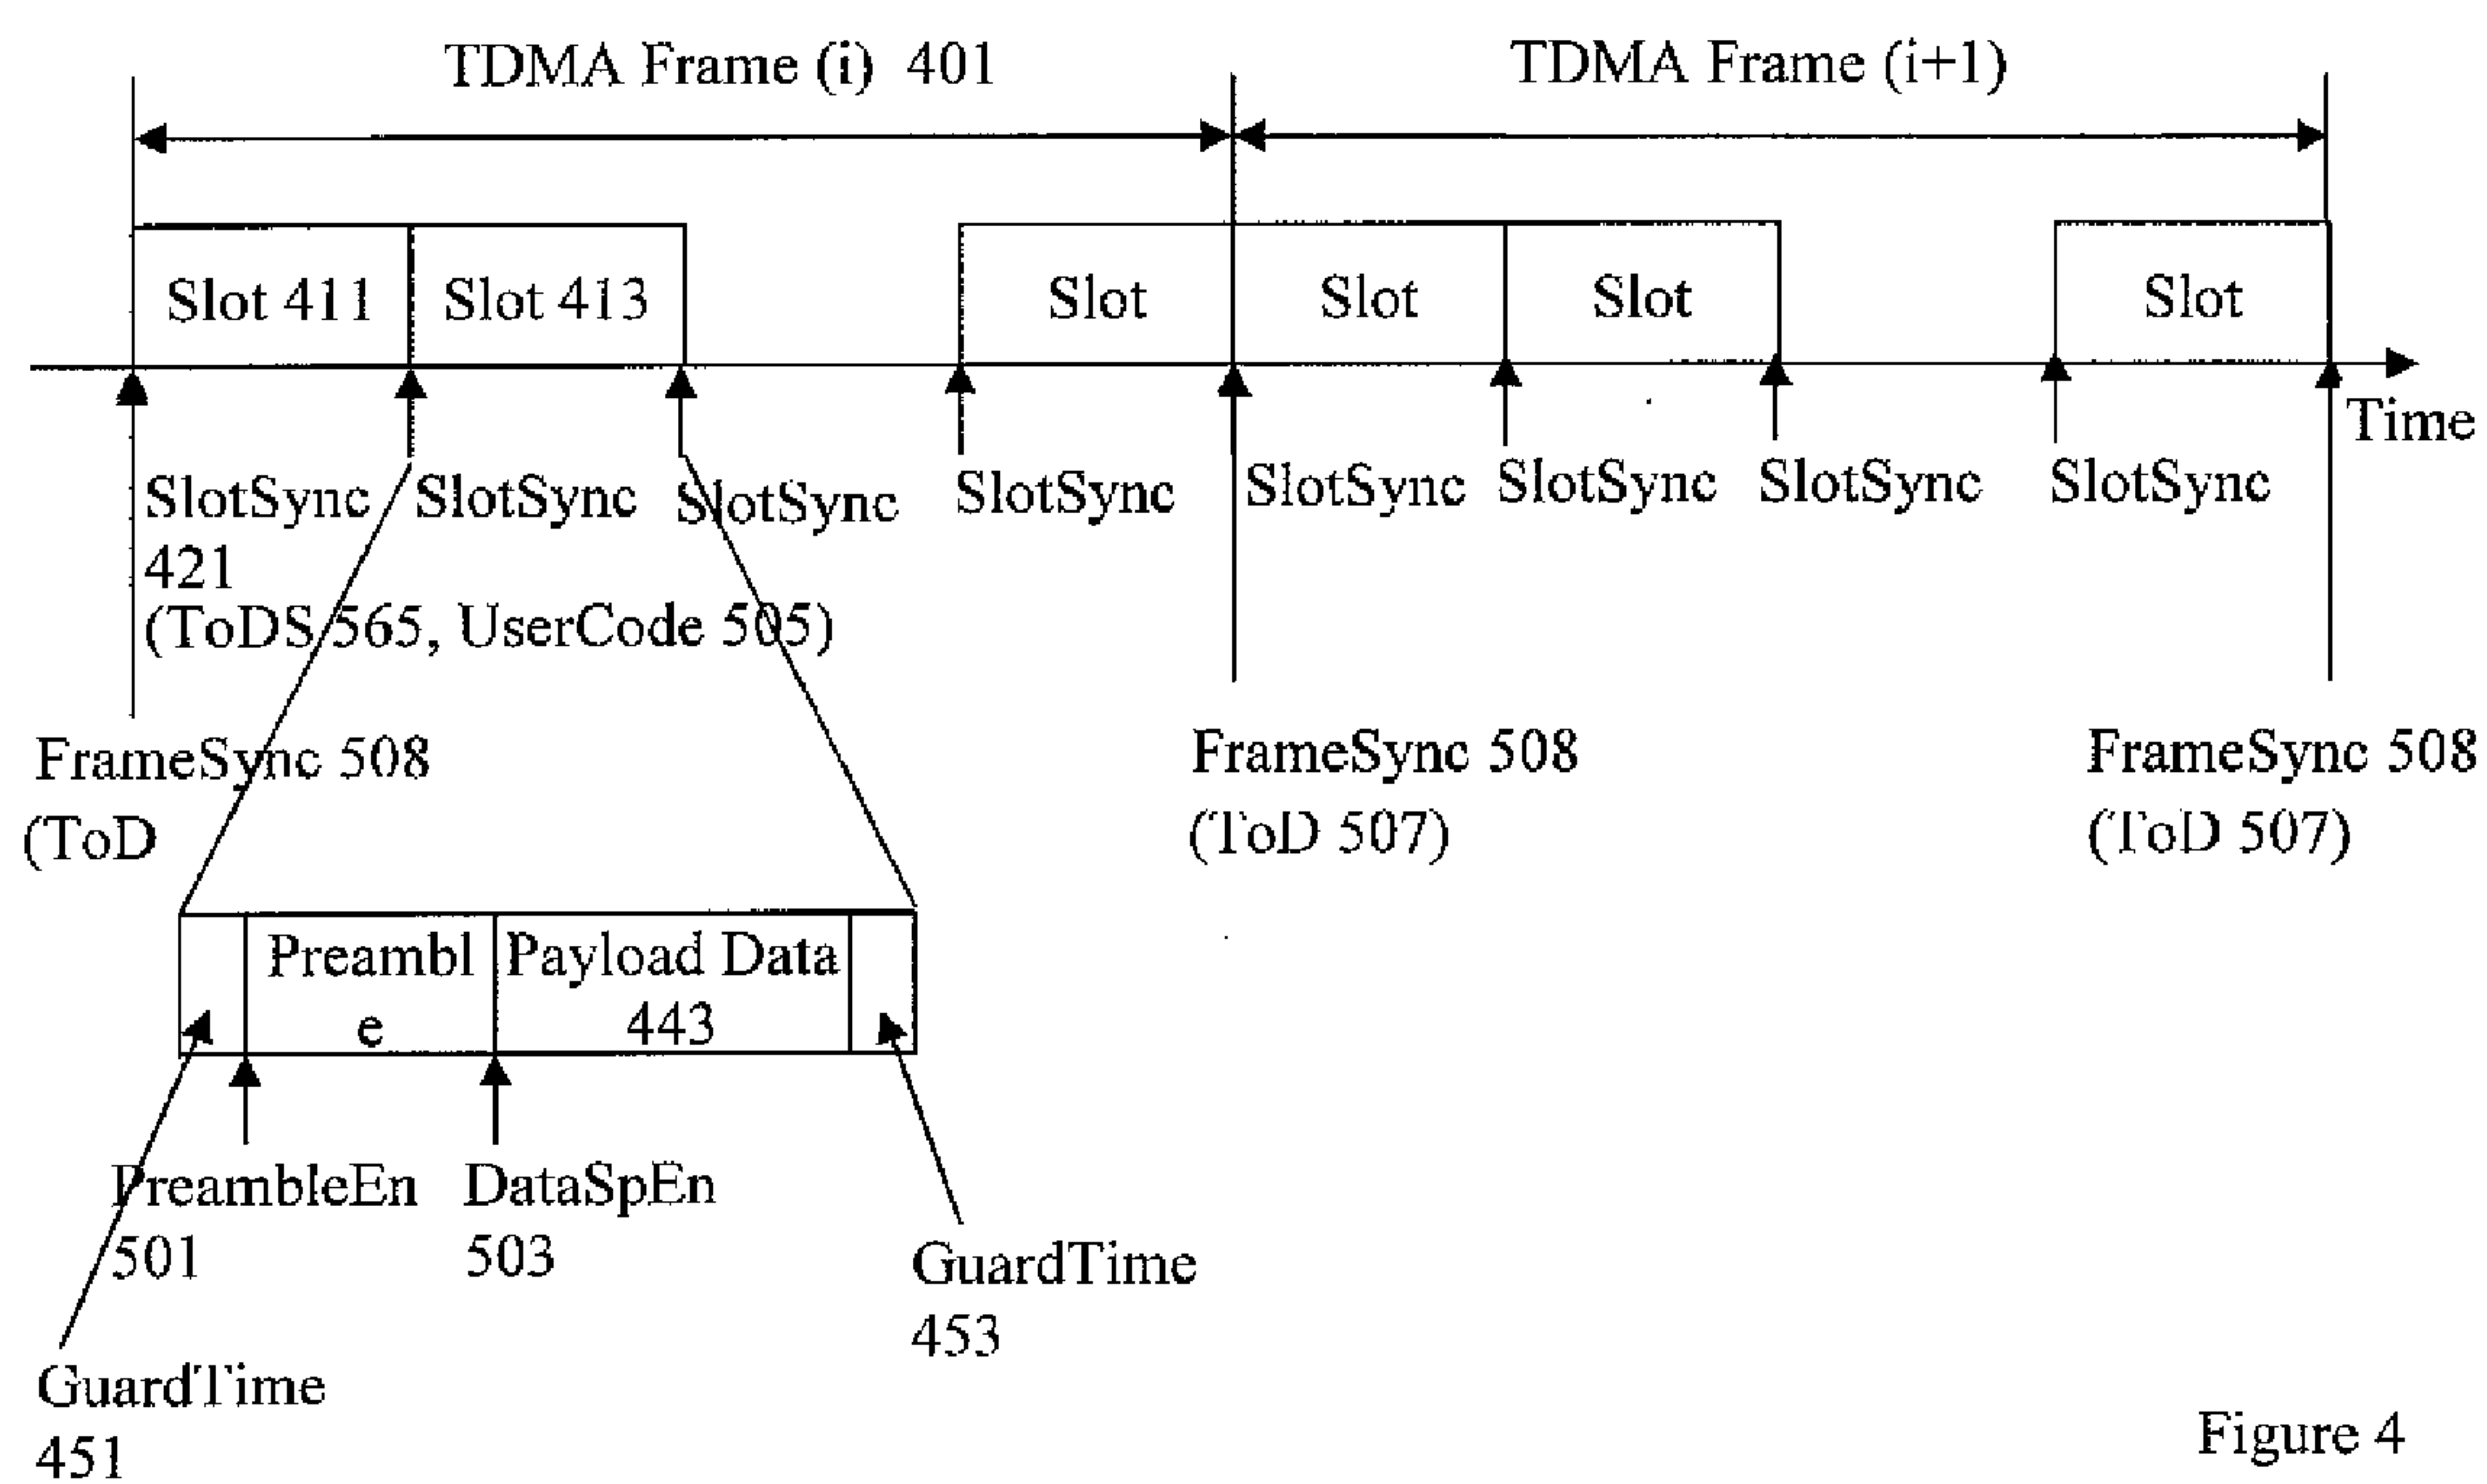 TDMA Frame (i) 401
TDMA Frame (i+1)
Slot 411
Slot 413
Slot
Slot
Slot
Slot
Time
SlotSync
421
(ToDS 565, UserCode 505)
SlotSync
SlotSync
SlotSync
SlotSync
SlotSync
SlotSync
SlotSync
FrameSync 508
(ToD
FrameSync 508
(ToD 507)
FrameSync 508
(ToD 507)
Preambl
e
Payload Data
443
PreambleEn
501
DataSpEn
503
GuardTime
453
GuardTime
451
Figure 4